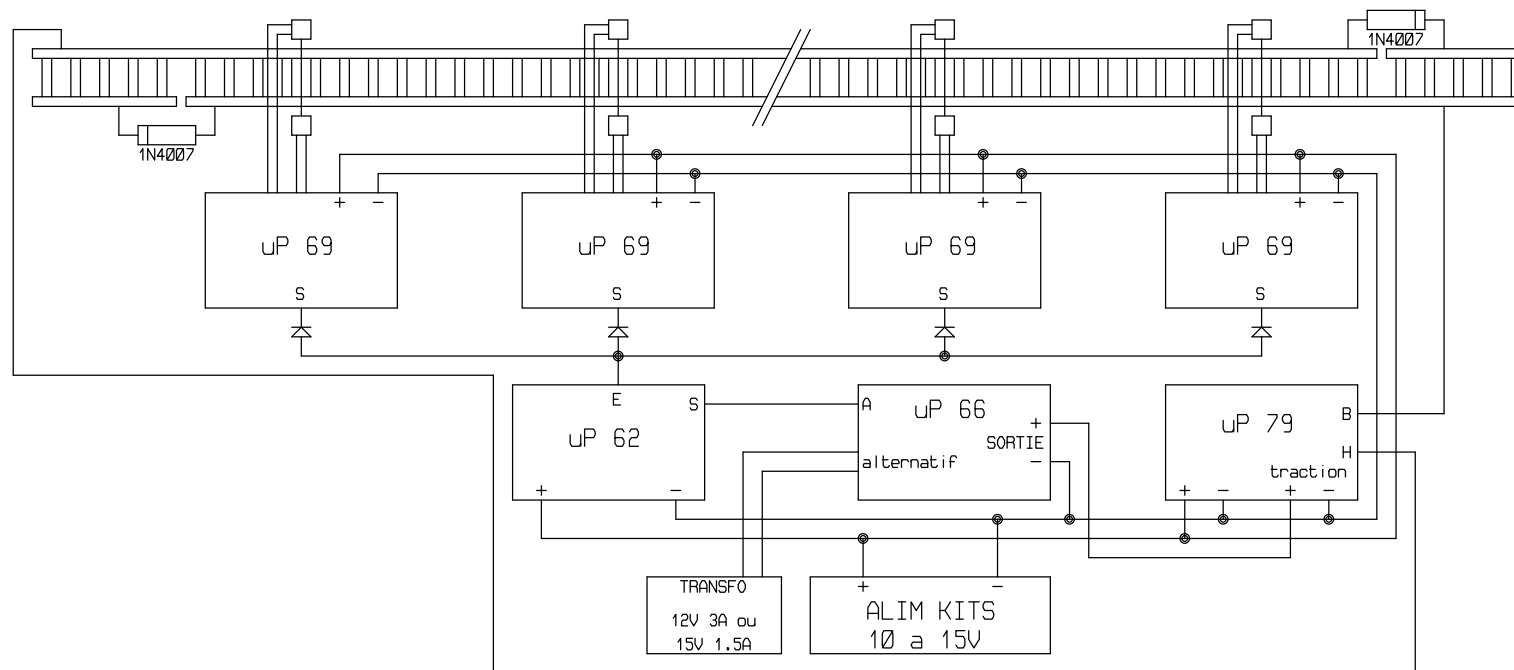 1N4007
1N4007
+ - + - + - + -
uP 69 uP 69 uP 69 uP 69
S S S S
E S A uP 66 + uP 79 B
uP 62 SORTIE H
alternatif - traction
+ - + - + -
+ -
TRANSFO
12V 3A ou
15V 1.5A
ALIM KITS
10 a 15V